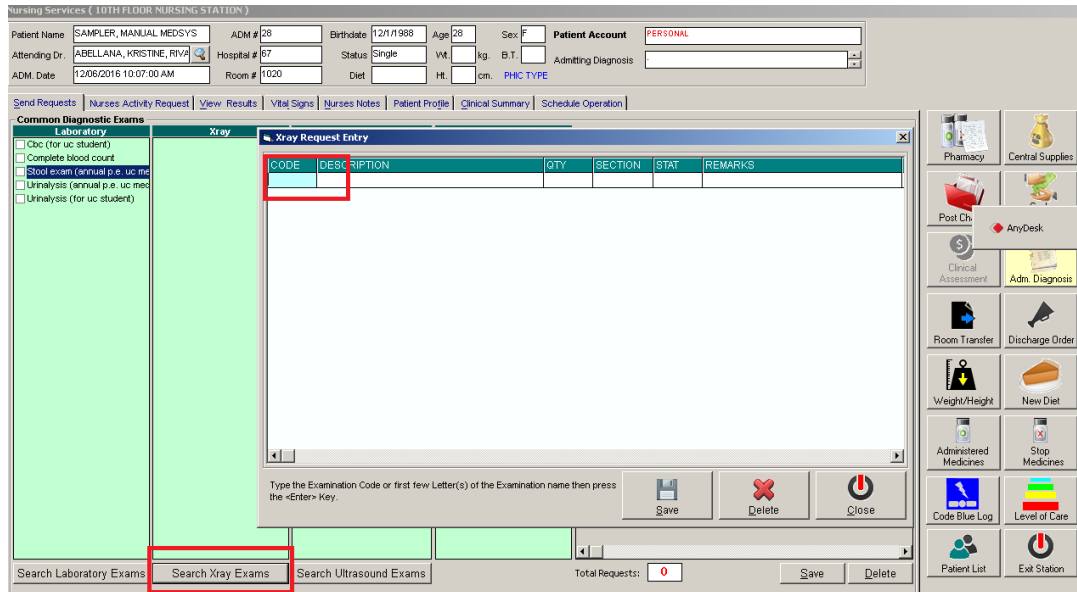 Nursing Services ( 10TH FLOOR NURSING STATION )
Patient Name SAMPLER, MANUAL MEDSYS ADM # 28 Birthdate 12/1/1988 Age 28 Sex F Patient Account PERSONAL
Attending Dr. ABELLANA, KRISTINE, RIVA Hospital # 67 Status Single Wt. kg. B.T. Admitting Diagnosis .
ADM. Date 12/06/2016 10:07:00 AM Room # 1020 Diet Ht. cm. PHIC TYPE
Send Requests Nurses Activity Request View Results Vital Signs Nurses Notes Patient Profile Clinical Summary Schedule Operation
Common Diagnostic Exams
Laboratory Xray
Cbc (for uc student)
Complete blood count
Stool exam (annual p.e. uc me
Urinalysis (annual p.e. uc med
Urinalysis (for uc student)
Xray Request Entry
CODE DESCRIPTION QTY SECTION STAT REMARKS
Type the Examination Code or first few Letter(s) of the Examination name then press
the <Enter> Key.
Save Delete Close
Search Laboratory Exams Search Xray Exams Search Ultrasound Exams Total Requests: 0 Save Delete
Pharmacy Central Supplies
Post Ch
AnyDesk
Clinical
Assessment
Adm. Diagnosis
Room Transfer Discharge Order
Weight/Height New Diet
Administered
Medicines
Stop
Medicines
Code Blue Log Level of Care
Patient List Exit Station